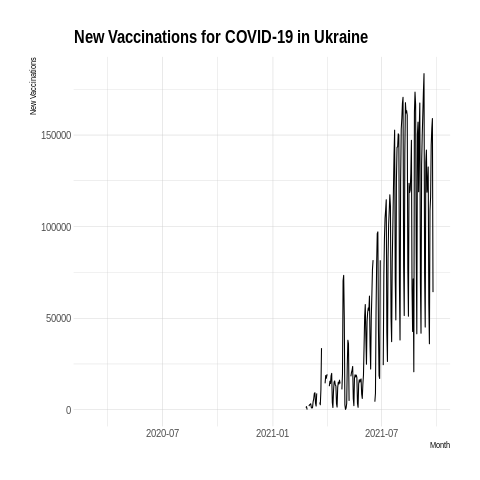 New Vaccinations for COVID-19 in Ukraine
New Vaccinations
150000
100000
50000
0
2020-07
2021-01
2021-07
Month